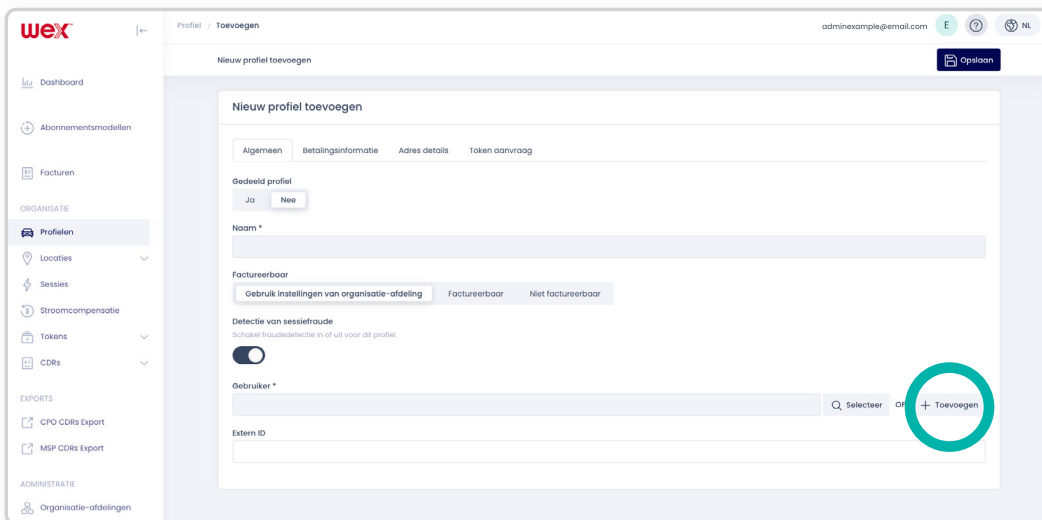 wex
Profiel / Toevoegen
adminexample@email.com
E
?
NL
Nieuw profiel toevoegen
Opslaan
Dashboard
Abonnementsmodellen
Facturen
ORGANISATIE
Profielen
Locaties
Sessies
Stroomcompensatie
Tokens
CDRs
EXPORTS
CPO CDRs Export
MSP CDRs Export
ADMINISTRATIE
Organisatie-afdelingen
Nieuw profiel toevoegen
Algemeen Betalingsinformatie Adres details Token aanvraag
Gedeeld profiel
Ja Nee
Naam *
Factureerbaar
Gebruik instellingen van organisatie-afdeling Factureerbaar Niet factureerbaar
Detectie van sessiefraude
Schakel fraudedetectie in of uit voor dit profiel.
Gebruiker *
Selecteer OF + Toevoegen
Extern ID